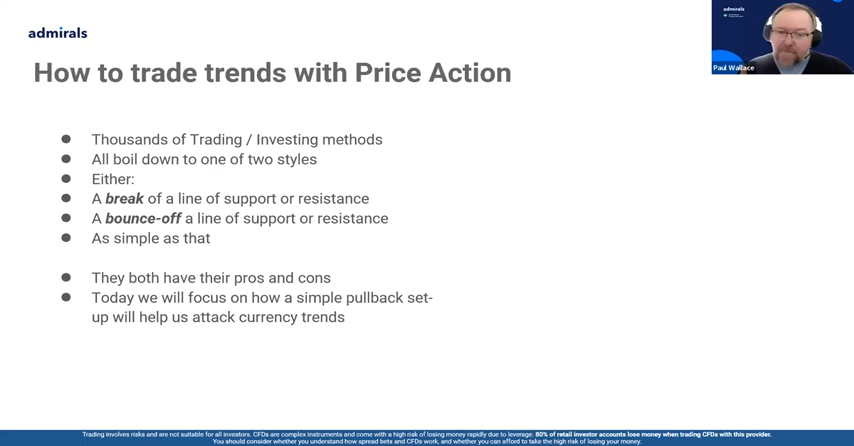 admirals
admirals
Paul Wallace
How to trade trends with Price Action
Thousands of Trading / Investing methods
All boil down to one of two styles
Either:
A break of a line of support or resistance
A bounce-off a line of support or resistance
As simple as that
They both have their pros and cons
Today we will focus on how a simple pullback set-
up will help us attack currency trends
Trading involves risks and are not suitable for all investors. CFDs are complex instruments and come with a high risk of losing money rapidly due to leverage. 80% of retail investor accounts lose money when trading CFDs with this provider.
You should consider whether you understand how spread bets and CFDs work, and whether you can afford to take the high risk of losing your money.